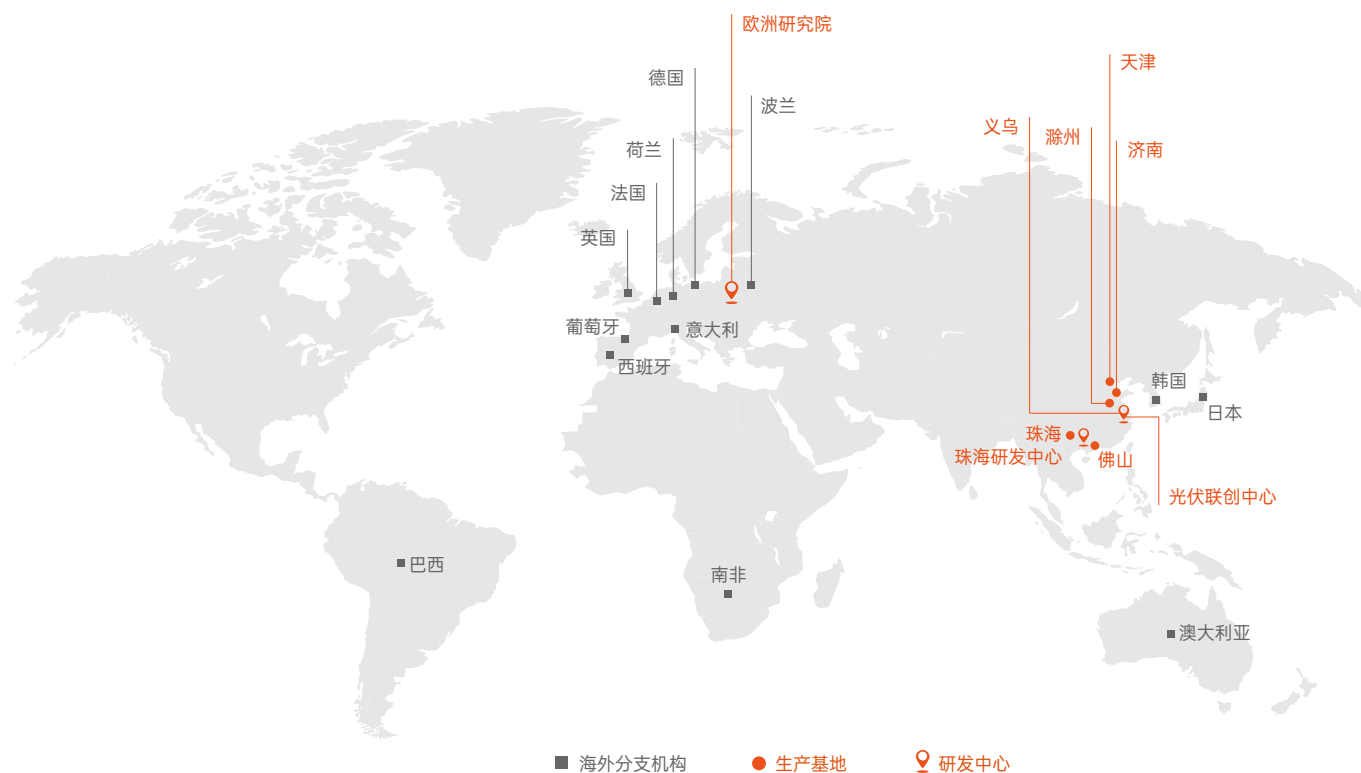 欧洲研究院
天津
德国
波兰
义乌
滁州
济南
荷兰
法国
英国
葡萄牙
意大利
西班牙
韩国
日本
珠海
珠海研发中心
佛山
光伏联创中心
巴西
南非
澳大利亚
海外分支机构
生产基地
研发中心